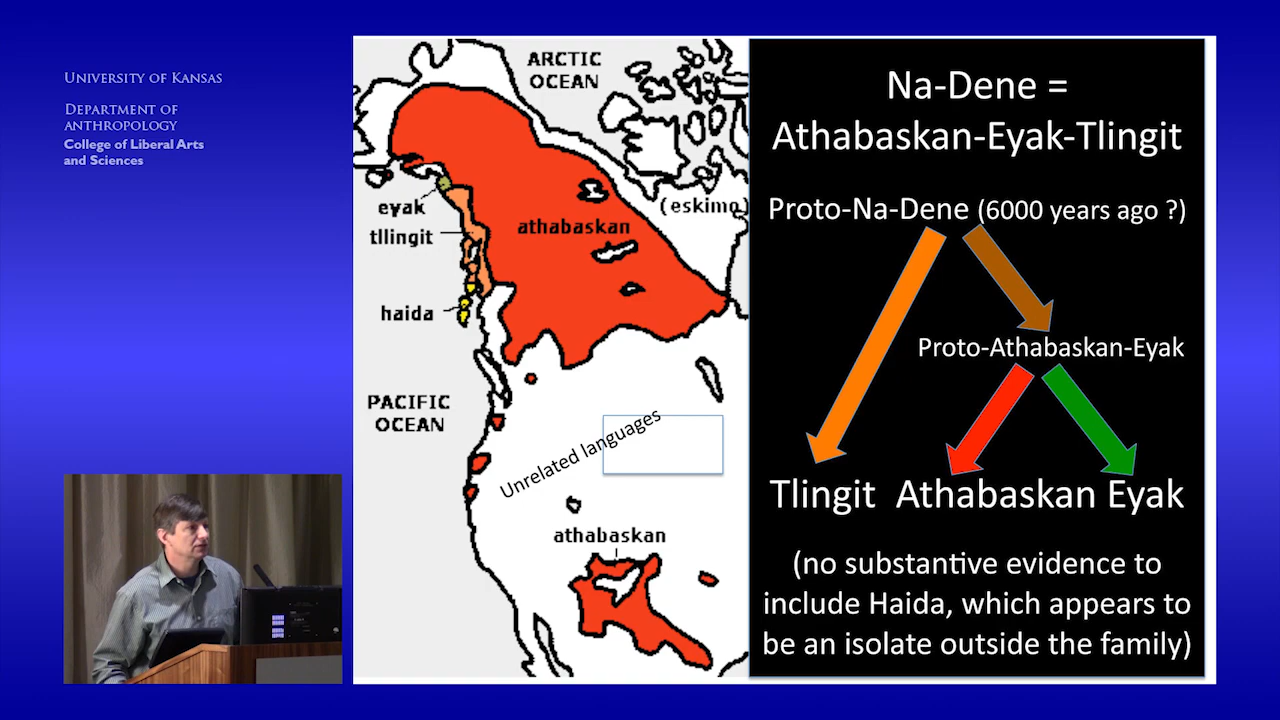 UNIVERSITY OF KANSAS
DEPARTMENT OF
ANTHROPOLOGY
College of Liberal Arts
and Sciences
ARCTIC
OCEAN
eyak
tllingit
athabaskan
(eskimo)
haida
PACIFIC
OCEAN
Unrelated languages
athabaskan
Na-Dene =
Athabaskan-Eyak-Tlingit
Proto-Na-Dene (6000 years ago ?)
Proto-Athabaskan-Eyak
Tlingit Athabaskan Eyak
(no substantive evidence to
include Haida, which appears to
be an isolate outside the family)